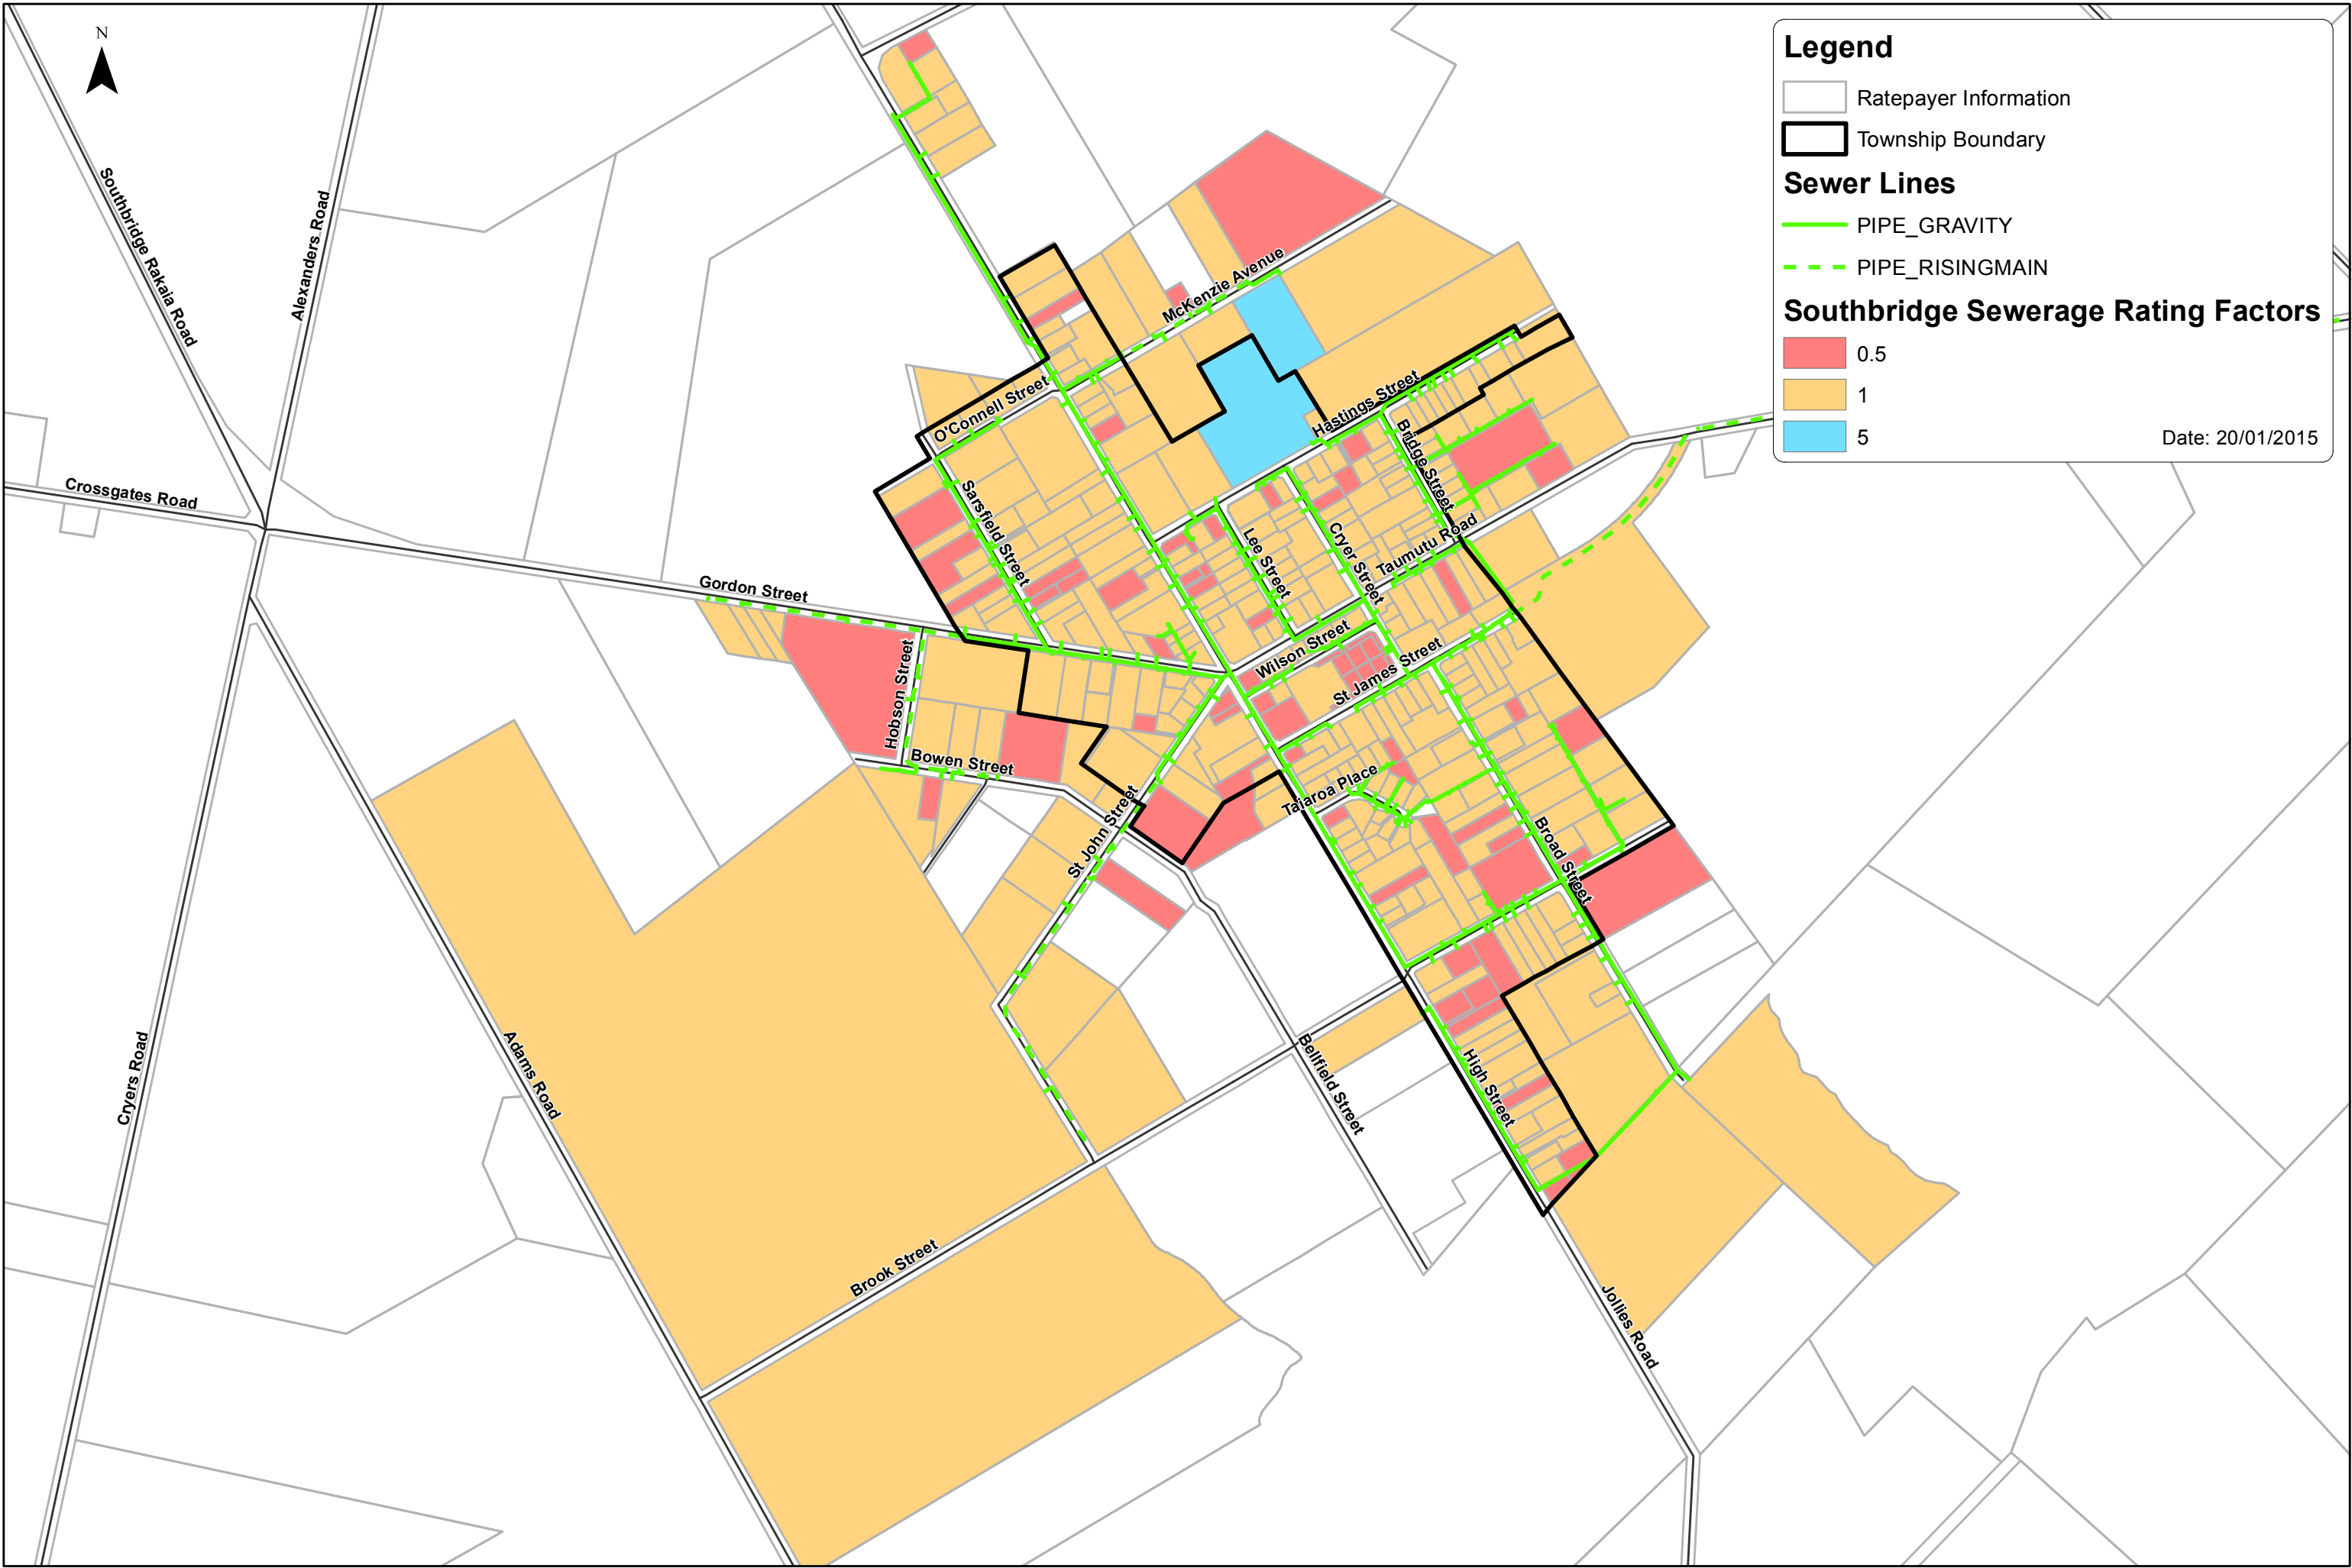 N
Legend
Ratepayer Information
Township Boundary
Sewer Lines
PIPE_GRAVITY
PIPE_RISINGMAIN
Southbridge Sewerage Rating Factors
0.5
1
5
Date: 20/01/2015
Southbridge Rakaia Road
Alexanders Road
McKenzie Avenue
O'Connell Street
Hastings Street
Bridge Street
Crossgates Road
Sarsfield Street
Lee Street
Cryer Street
Taumutu Road
Gordon Street
Wilson Street
St James Street
Hobson Street
Bowen Street
Taiaroa Place
St John Street
Broad Street
Cryers Road
Adams Road
Bellfield Street
High Street
Brook Street
Jollies Road